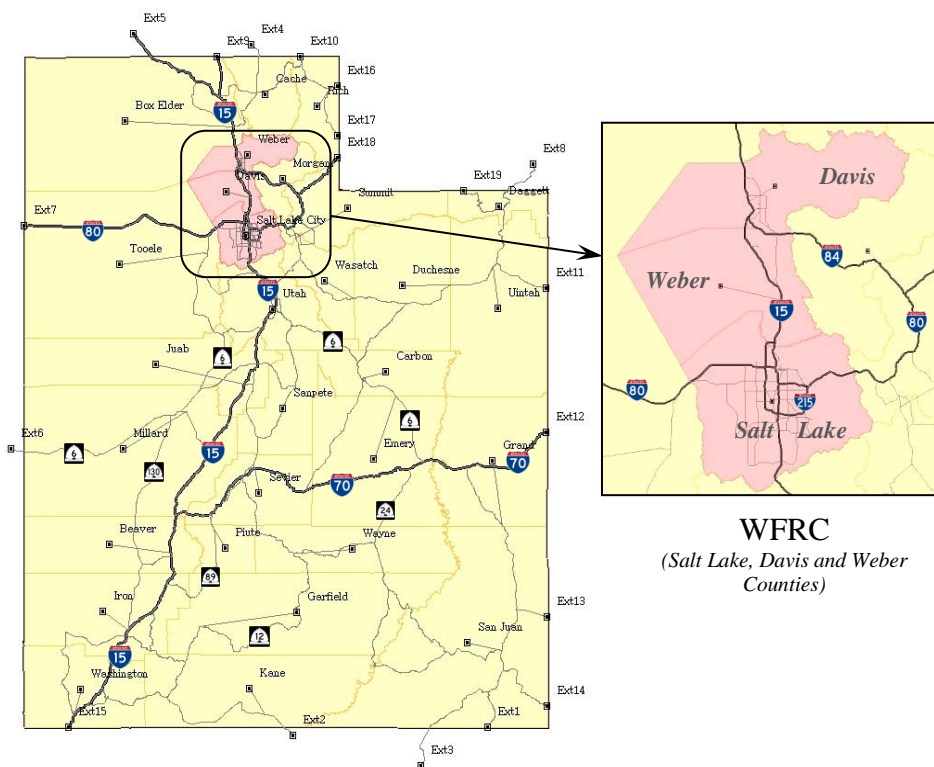 Ext5
Ext4
Ext9
Ext10
Cache
Ext16
Rich
Box Elder
15
Ext17
Weber
Ext18
Morgan
Ext8
Davis
Summit
Ext19
Daggett
Ext7
Salt Lake City
80
Tooele
Wasatch
Duchesne
Ext11
15
Utah
Uintah
6
6
Juab
Carbon
Sanpete
6
Ext12
Ext6
6
Millard
15
Emery
Grand
70
130
Sevier
70
24
Beaver
Piute
Wayne
89
Iron
Garfield
Ext13
12
San Juan
15
Washington
Kane
Ext14
Ext15
Ext2
Ext1
Ext3
Davis
84
Weber
15
80
80
215
Salt Lake
WFRC
(Salt Lake, Davis and Weber
Counties)